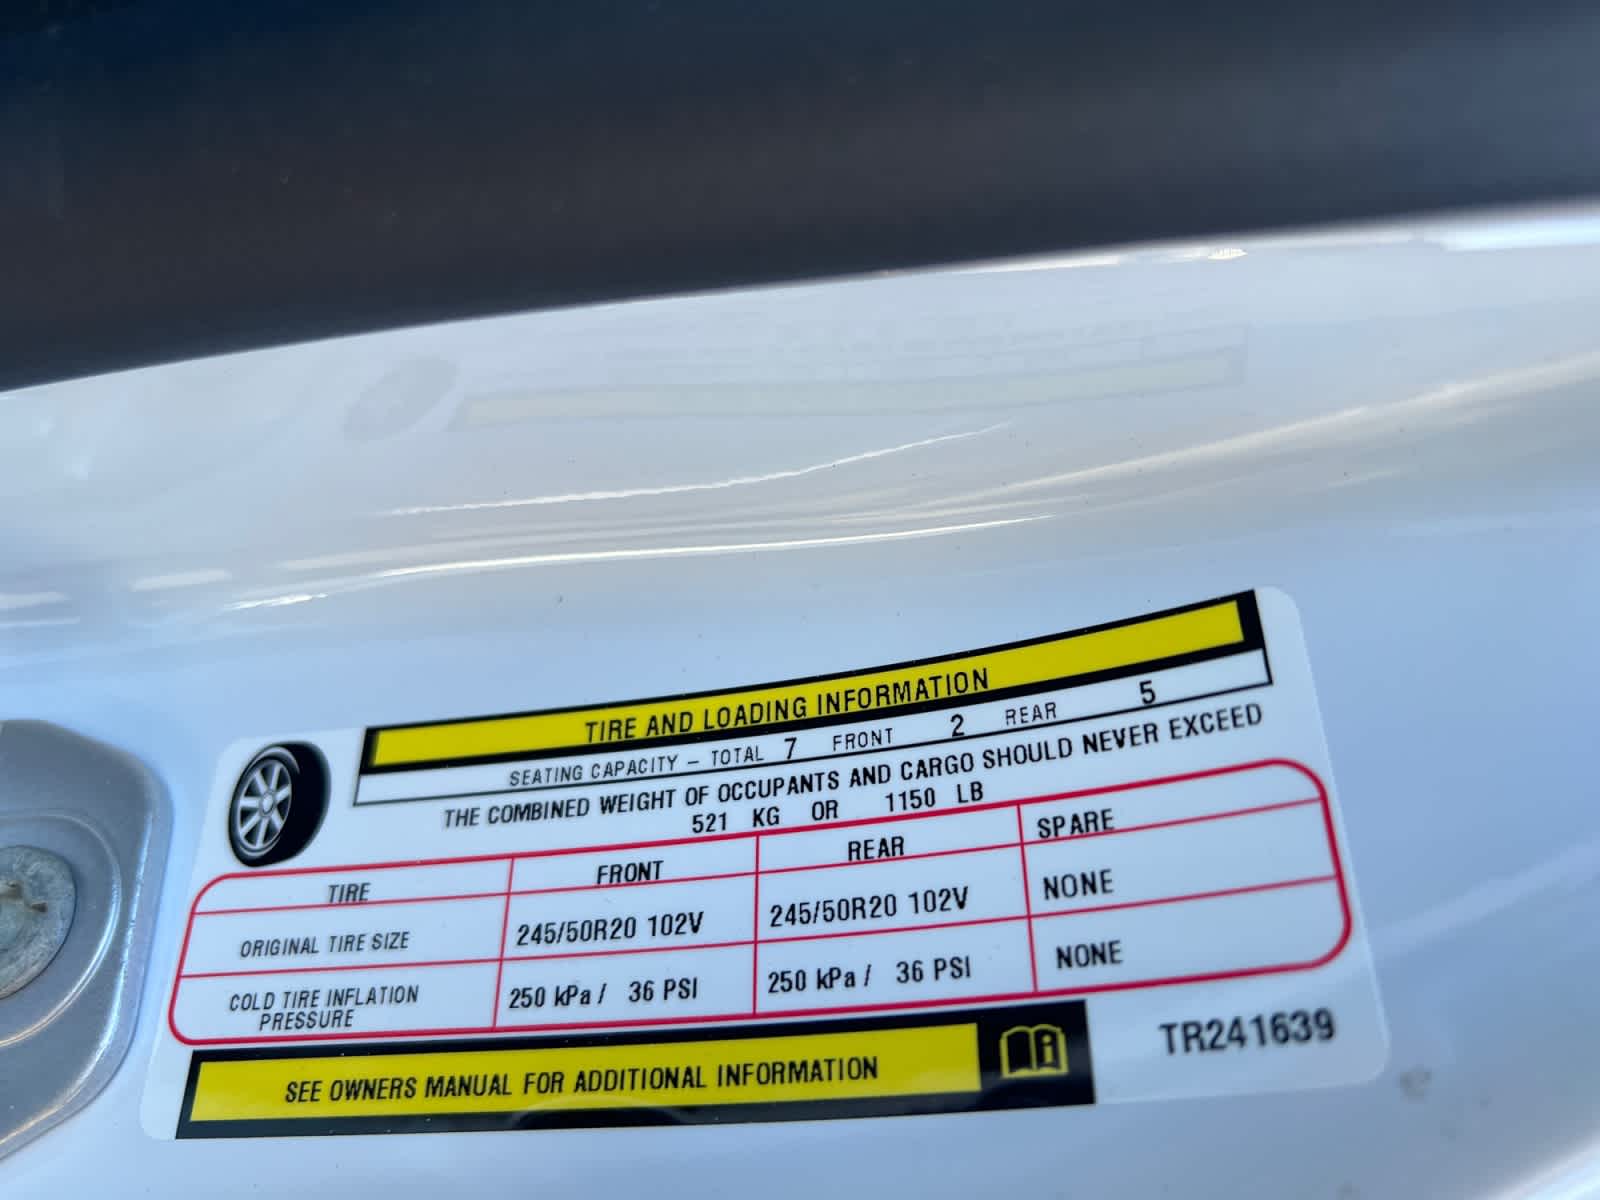 TIRE AND LOADING INFORMATION
SEATING CAPACITY – TOTAL 7 FRONT 2 REAR 5
THE COMBINED WEIGHT OF OCCUPANTS AND CARGO SHOULD NEVER EXCEED
521 KG OR 1150 LB
TIRE FRONT REAR SPARE
ORIGINAL TIRE SIZE 245/50R20 102V 245/50R20 102V NONE
COLD TIRE INFLATION PRESSURE 250 kPa / 36 PSI 250 kPa / 36 PSI NONE
SEE OWNERS MANUAL FOR ADDITIONAL INFORMATION
TR241639